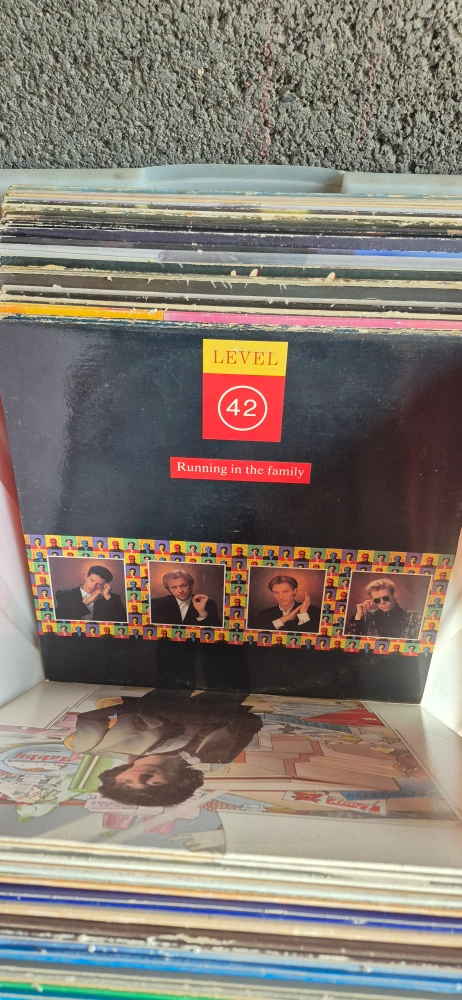 LEVEL
42
Running in the family